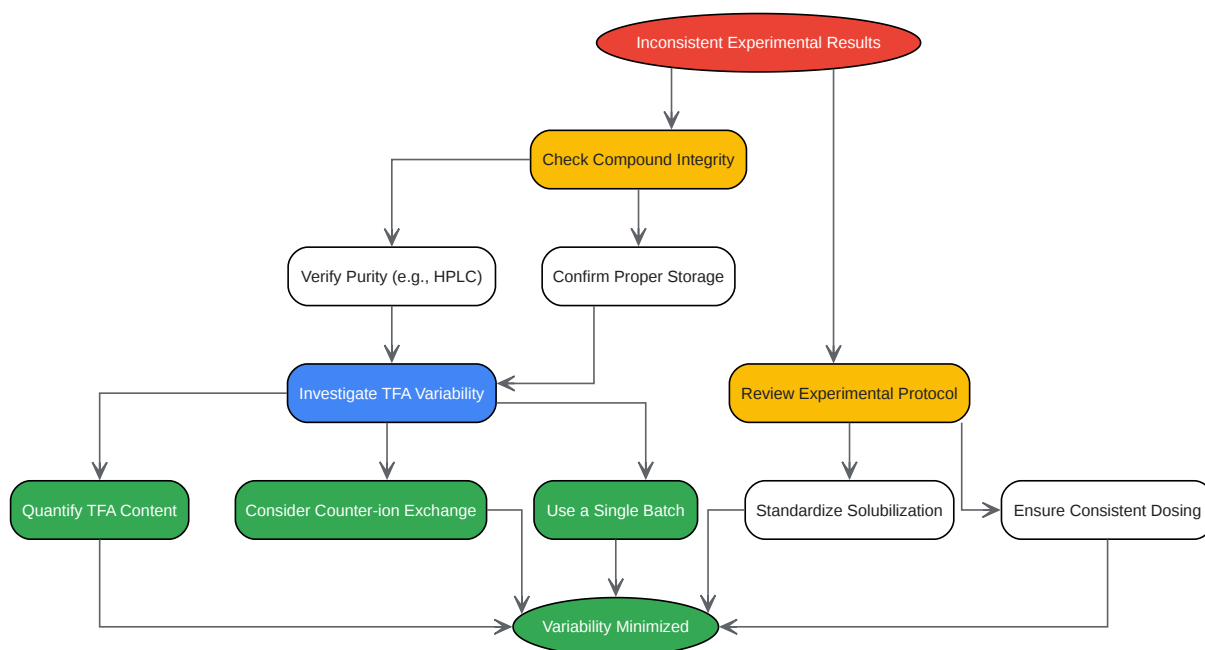 Inconsistent Experimental Results
Check Compound Integrity
Verify Purity (e.g., HPLC)
Confirm Proper Storage
Investigate TFA Variability
Review Experimental Protocol
Quantify TFA Content
Consider Counter-ion Exchange
Use a Single Batch
Standardize Solubilization
Ensure Consistent Dosing
Variability Minimized